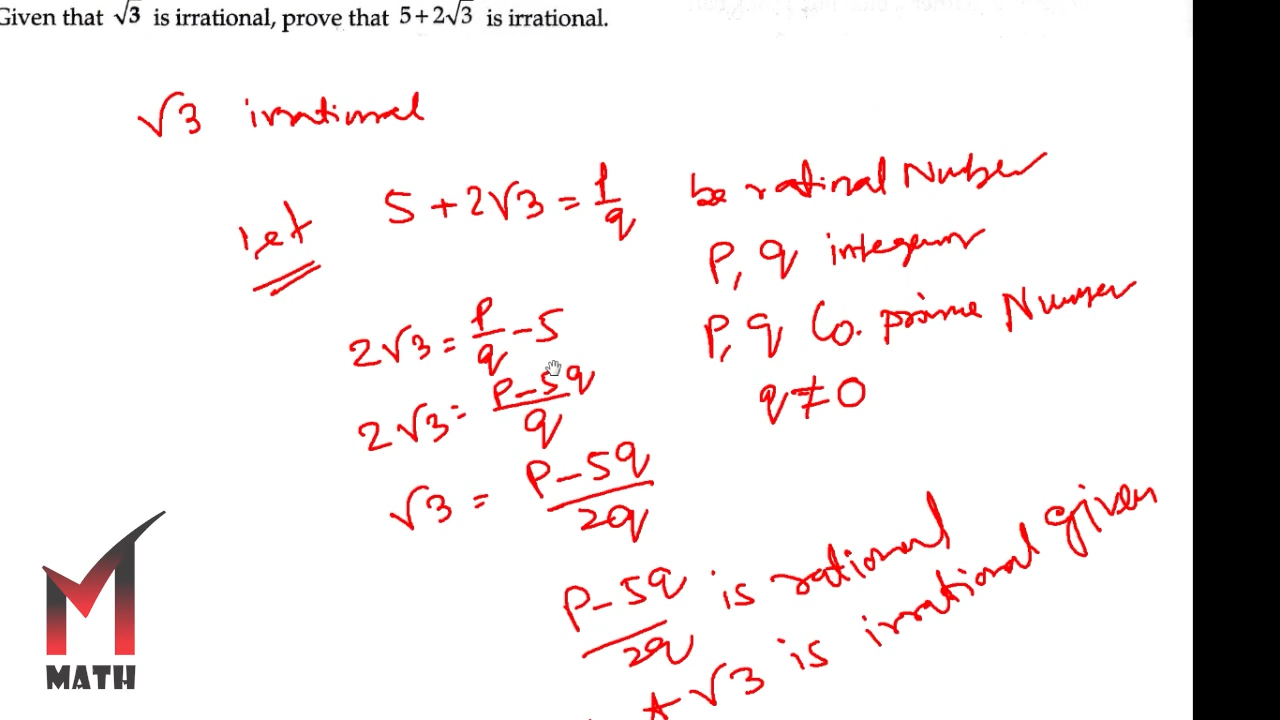 Given that √3 is irrational, prove that 5+2√3 is irrational.
√3 irrational
Let 5 + 2√3 = p/q be rational Number
P, q integers
2√3 = p/q - 5
P, q Co. prime Number
2√3 = (P - 5q)/q
q ≠ 0
√3 = (P - 5q)/2q
(P - 5q)/2q is rational
√3 is irrational given
MATH